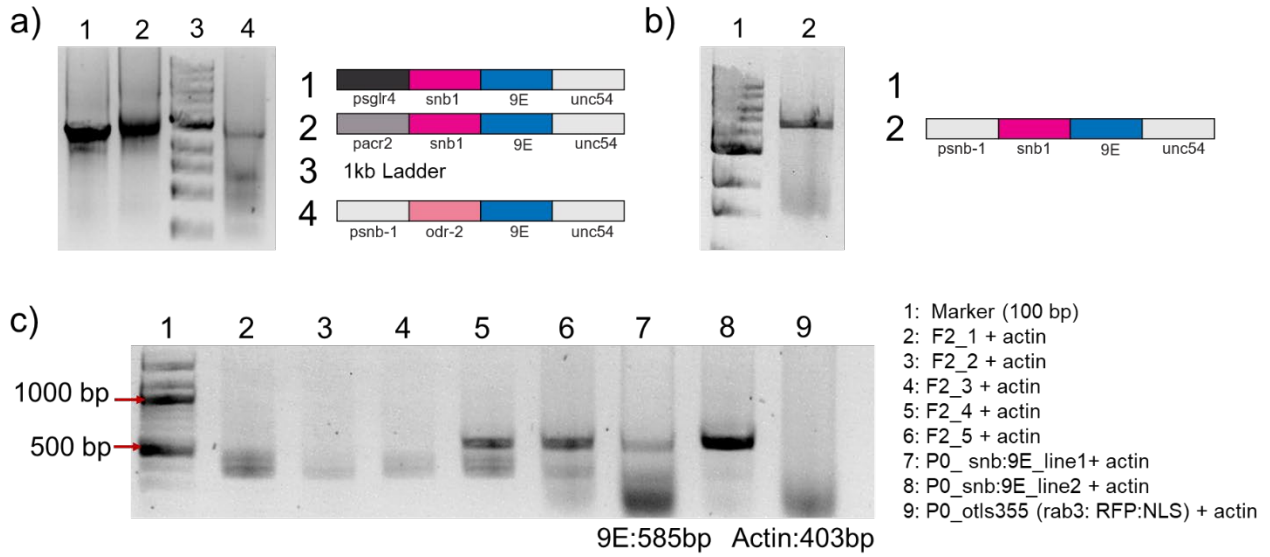 a)
1 2 3 4
1
psglr4 snb1 9E unc54
2
pacr2 snb1 9E unc54
3 1kb Ladder
4
psnb-1 odr-2 9E unc54
b)
1 2
1
2
psnb-1 snb1 9E unc54
c)
1 2 3 4 5 6 7 8 9
1000 bp
500 bp
9E:585bp Actin:403bp
1: Marker (100 bp)
2: F2_1 + actin
3: F2_2 + actin
4: F2_3 + actin
5: F2_4 + actin
6: F2_5 + actin
7: P0_ snb:9E_line1+ actin
8: P0_snb:9E_line2 + actin
9: P0_otls355 (rab3: RFP:NLS) + actin